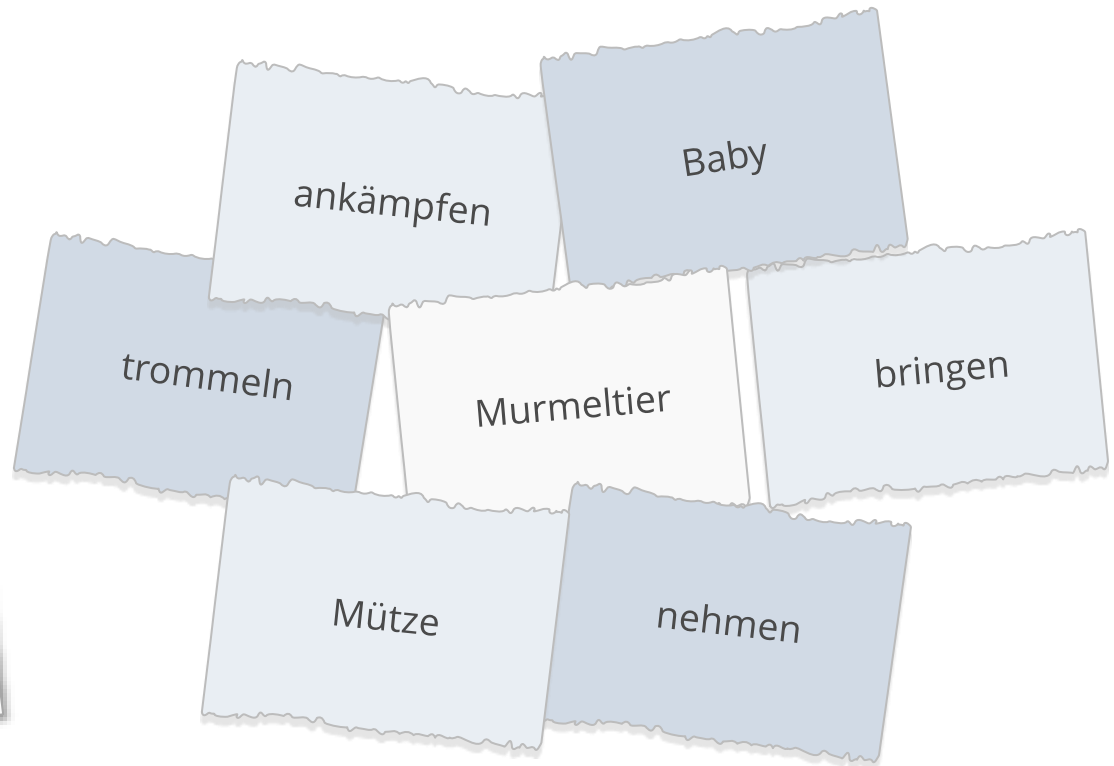 Baby
ankämpfen
trommeln
Murmeltier
bringen
Mütze
nehmen